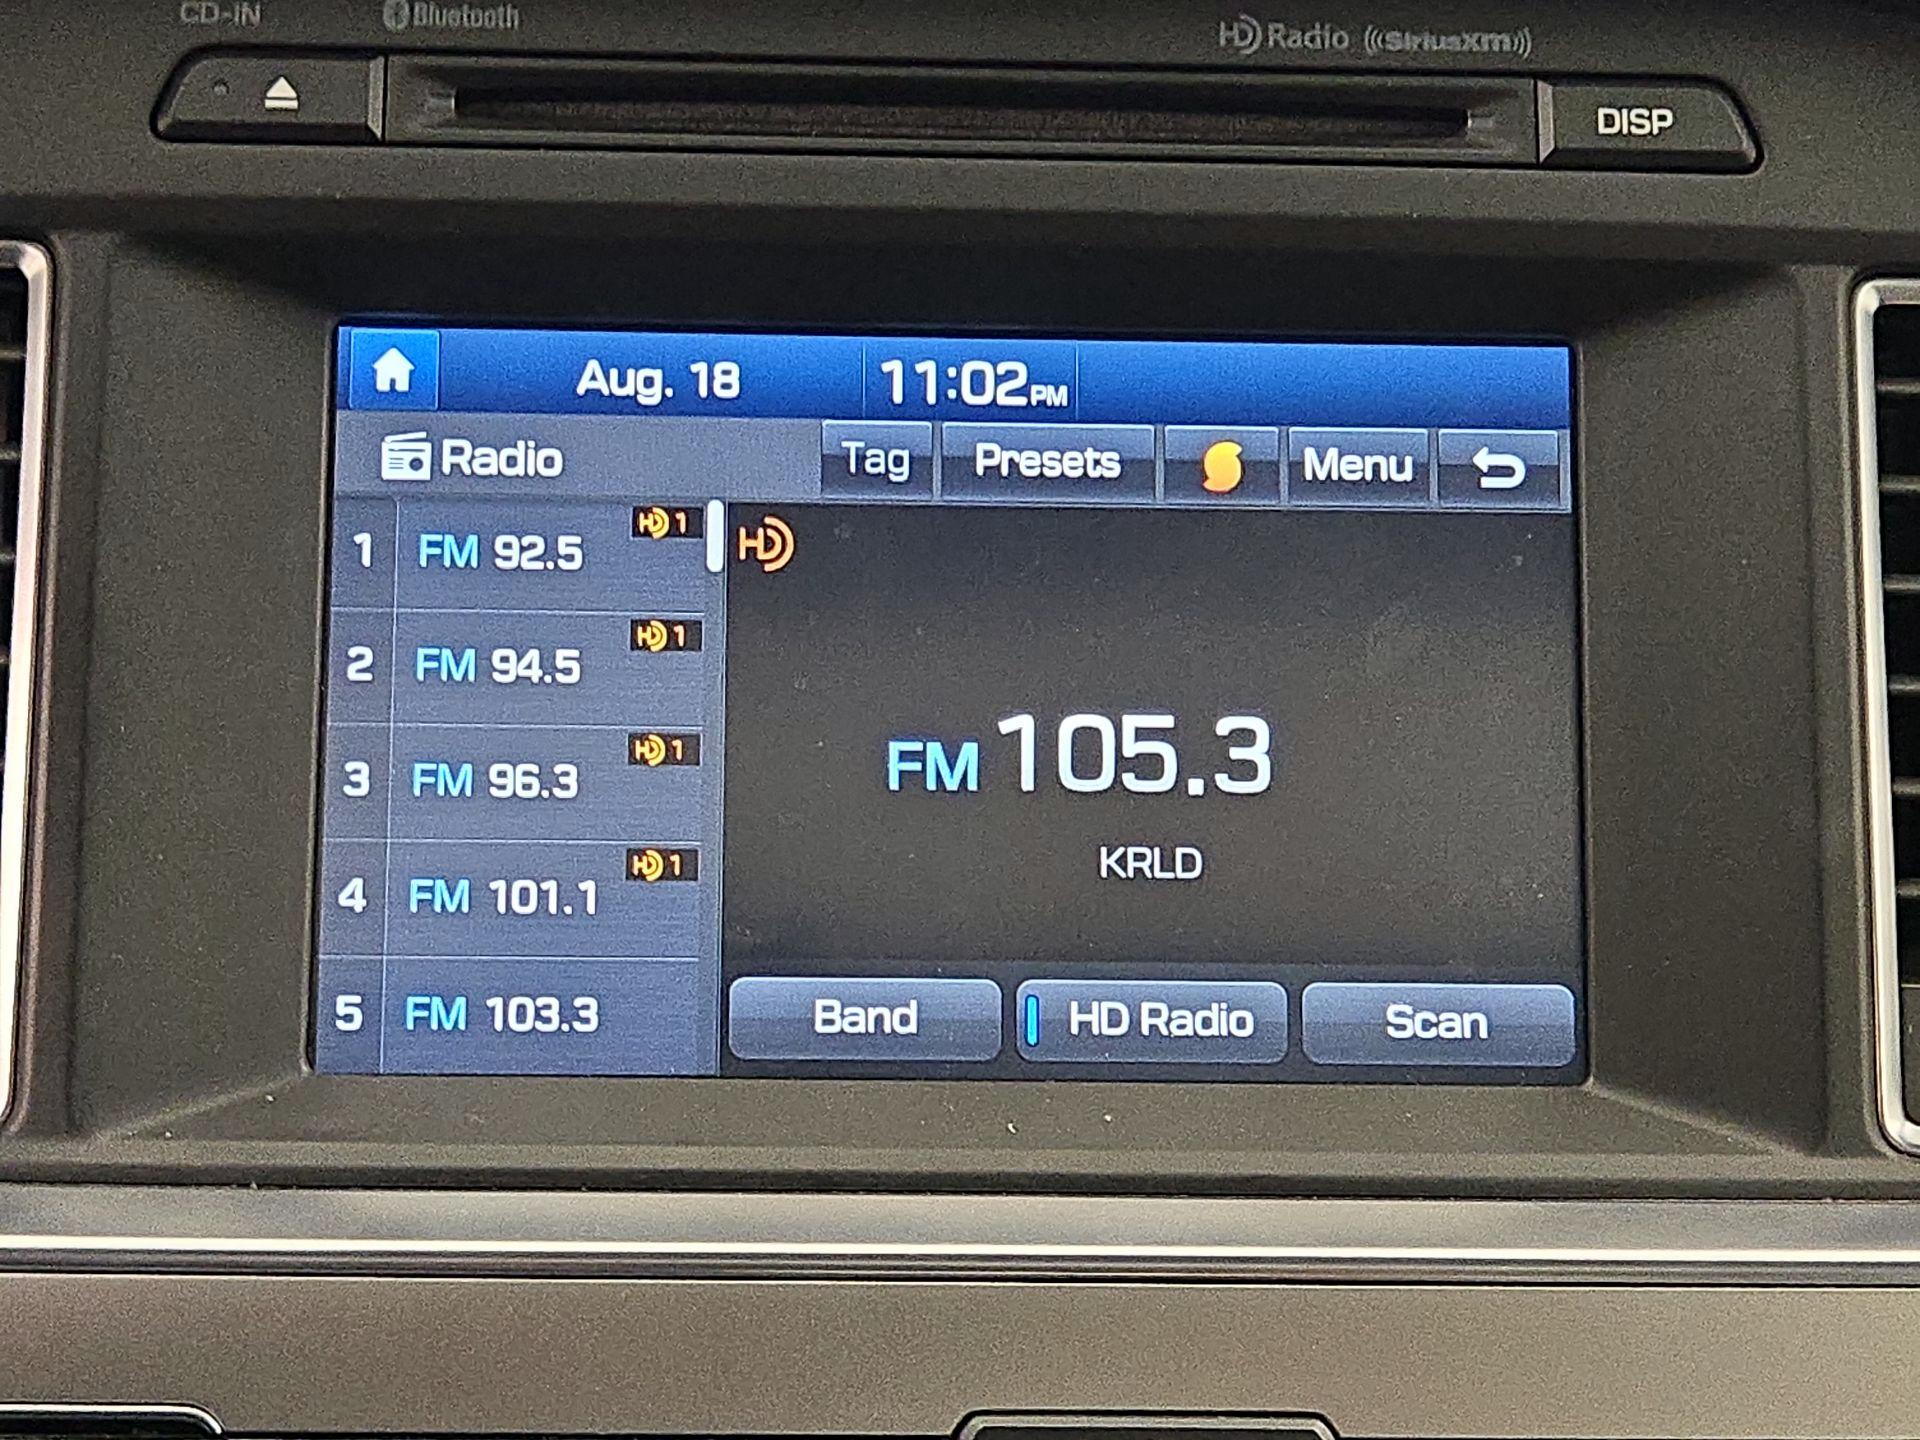 CD-IN Bluetooth HD Radio ((SiriusXM))
DISP
Aug. 18 11:02PM
Radio Tag Presets Menu
1 FM 92.5 HD 1
2 FM 94.5 HD 1
3 FM 96.3 HD 1
4 FM 101.1 HD 1
5 FM 103.3
HD
FM 105.3
KRLD
Band HD Radio Scan